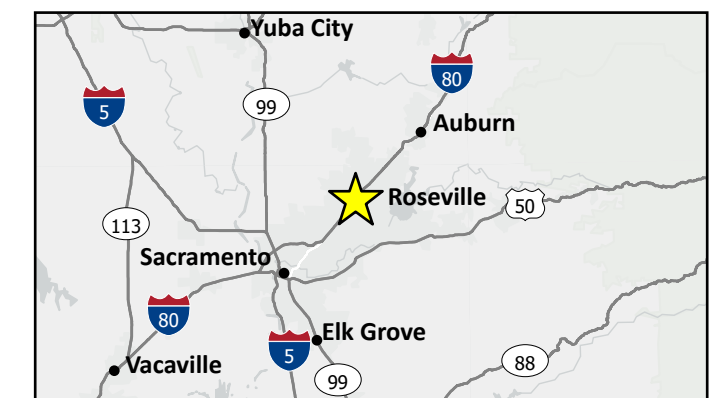 Yuba City
80
5
99
Auburn
Roseville
50
113
Sacramento
80
Elk Grove
5
Vacaville
88
99